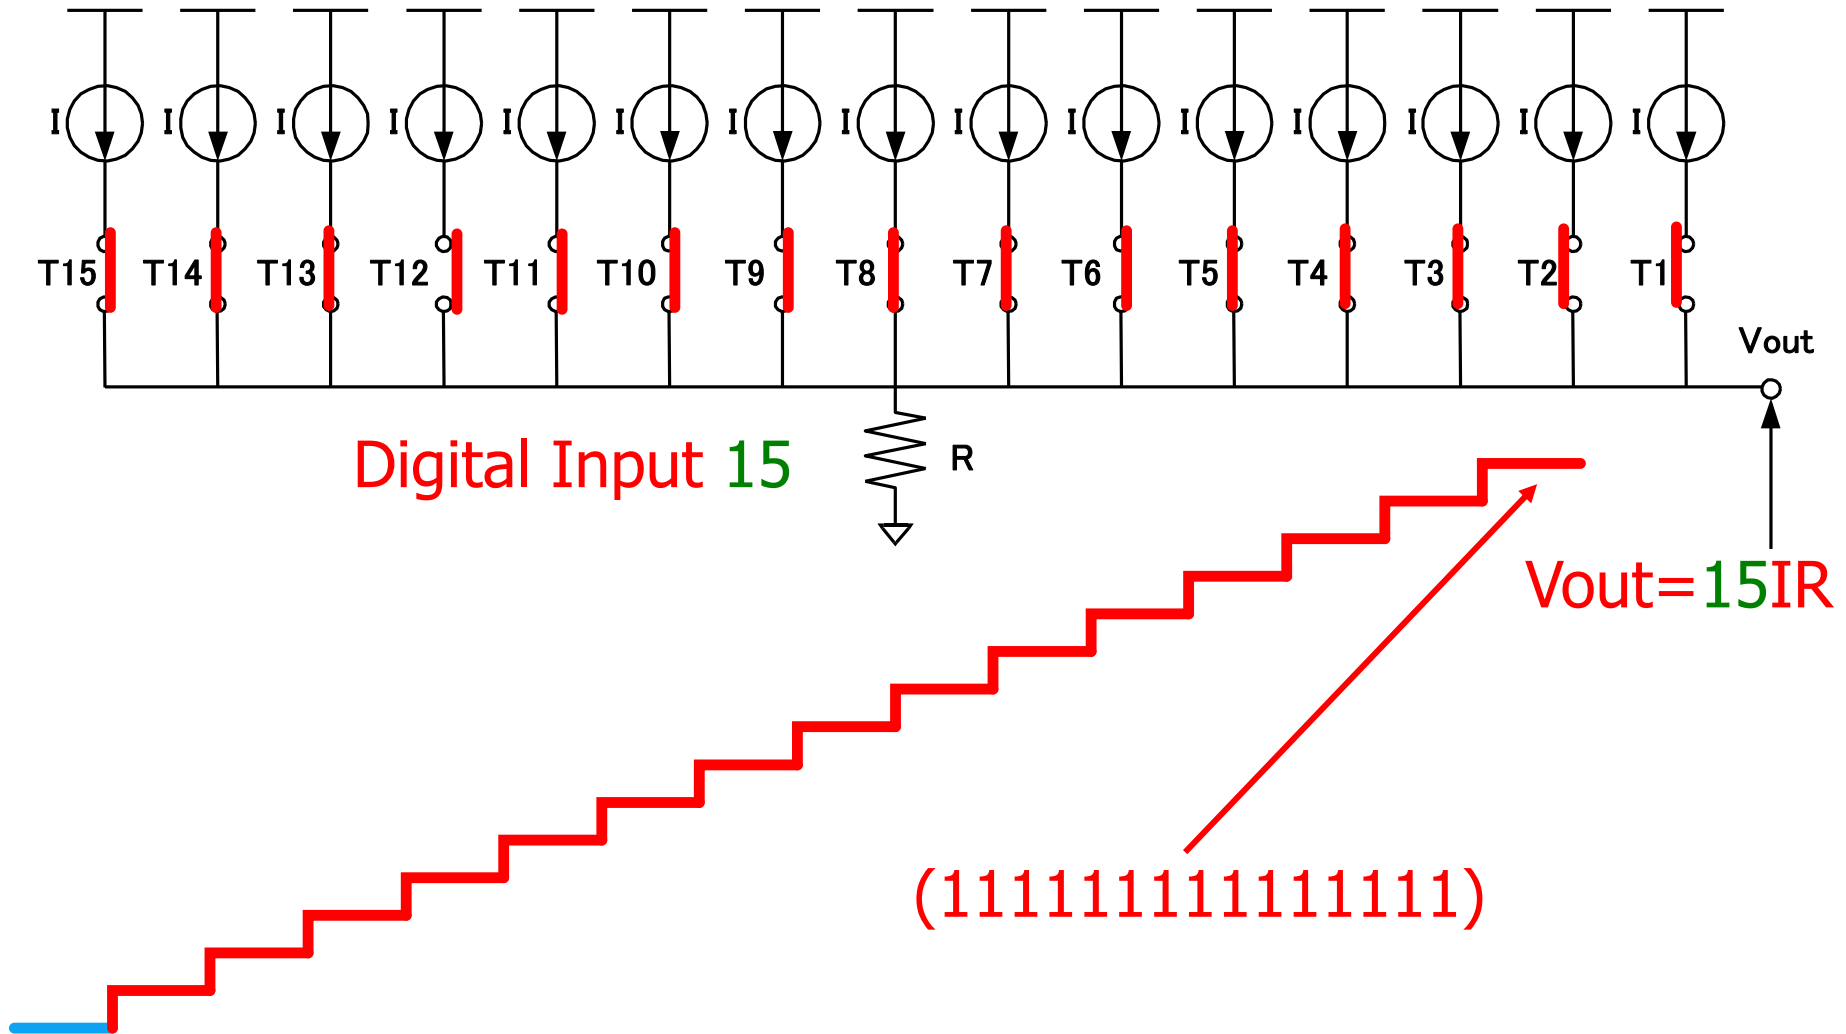 I I I I I I I I I I I I I I I
T15 T14 T13 T12 T11 T10 T9 T8 T7 T6 T5 T4 T3 T2 T1
Vout
Digital Input 15
R
Vout=15IR
(111111111111111)